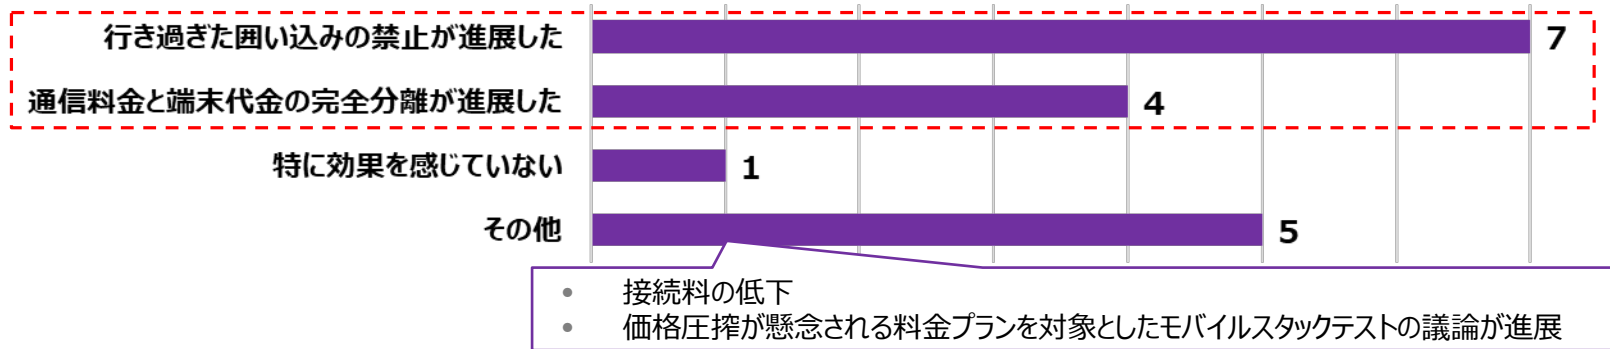 行き過ぎた囲い込みの禁止が進展した 7
通信料金と端末代金の完全分離が進展した 4
特に効果を感じていない 1
その他 5
• 接続料の低下
• 価格圧搾が懸念される料金プランを対象としたモバイルスタックテストの議論が進展